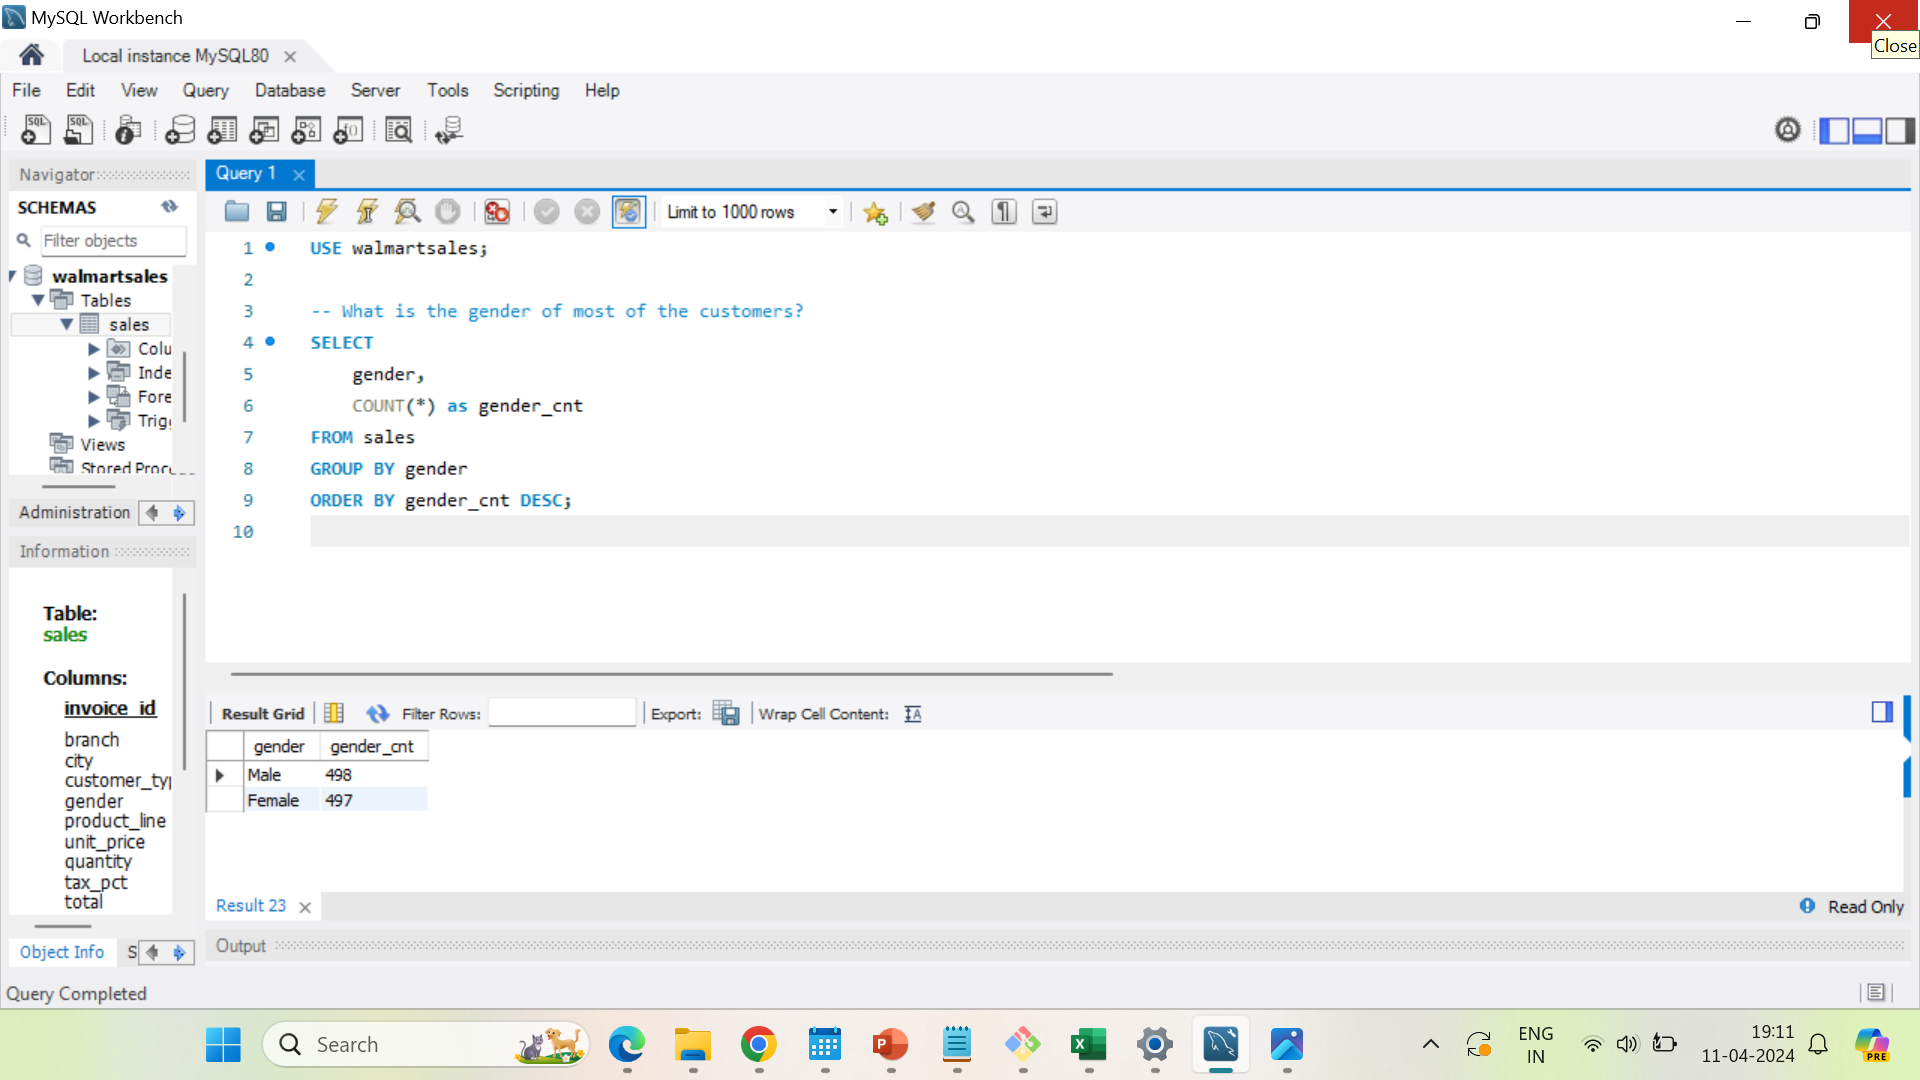 MySQL Workbench
Close
Local instance MySQL80
File Edit View Query Database Server Tools Scripting Help
Navigator
SCHEMAS
Filter objects
walmartsales
Tables
sales
Colu
Inde
Fore
Trig
Views
Stored Proc
Administration
Information
Table:
sales
Columns:
invoice_id
branch
city
customer_typ
gender
product_line
unit_price
quantity
tax_pct
total
Object Info S
Query 1
Limit to 1000 rows
1 USE walmartsales;
2
3 -- What is the gender of most of the customers?
4 SELECT
5 gender,
6 COUNT(*) as gender_cnt
7 FROM sales
8 GROUP BY gender
9 ORDER BY gender_cnt DESC;
10
Result Grid Filter Rows: Export: Wrap Cell Content:
gender gender_cnt
Male 498
Female 497
Result 23
Read Only
Output
Query Completed
Search
ENG
IN
19:11
11-04-2024
PRE